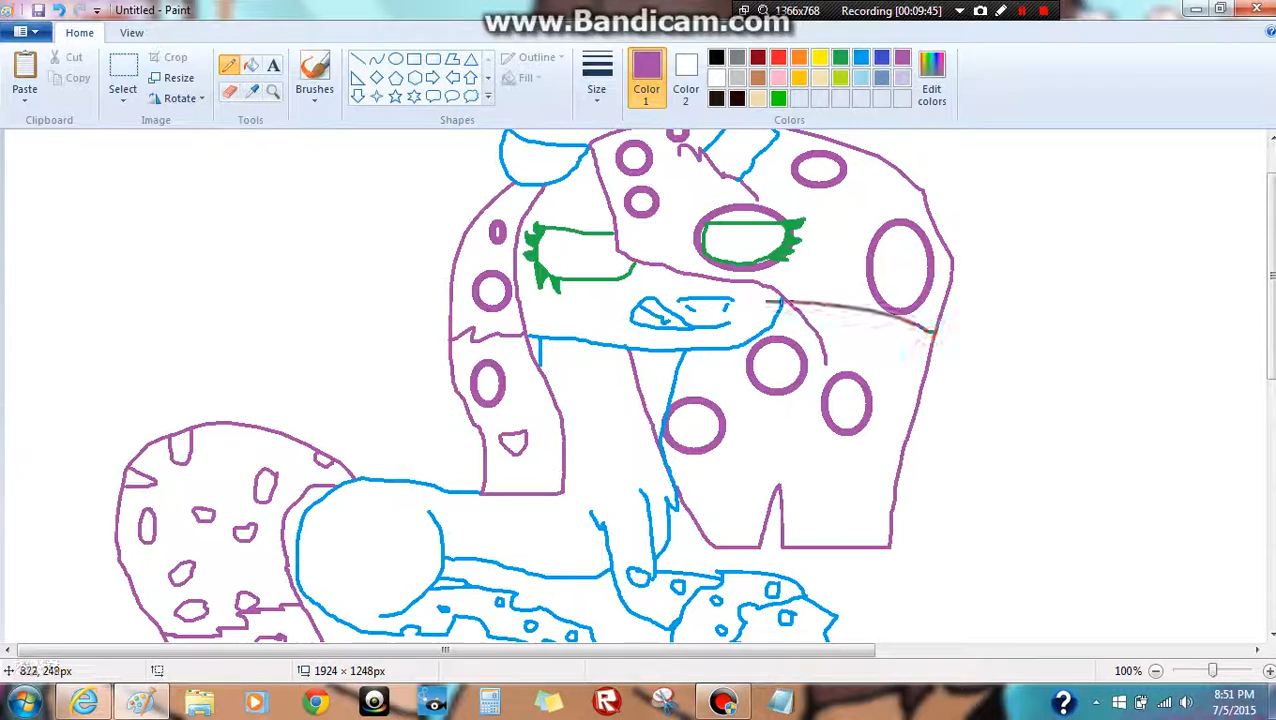 Untitled - Paint
www.Bandicam.com
1366x768
Recording [00:09:45]
Home
View
Paste
Cut
Copy
Clipboard
Select
Crop
Resize
Rotate
Image
Tools
Brushes
Shapes
Outline
Fill
Size
Color 1
Color 2
Colors
Edit colors
1924 × 1248px
100%
8:51 PM
7/5/2015